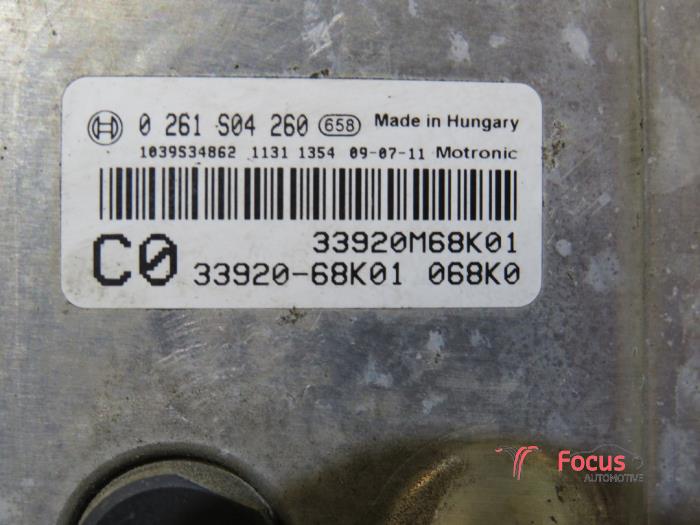 0 261 S04 260 658 Made in Hungary
1039S34862 1131 1354 09-07-11 Motronic
33920M68K01
C0 33920-68K01 068K0
Focus
AUTOMOTIVE